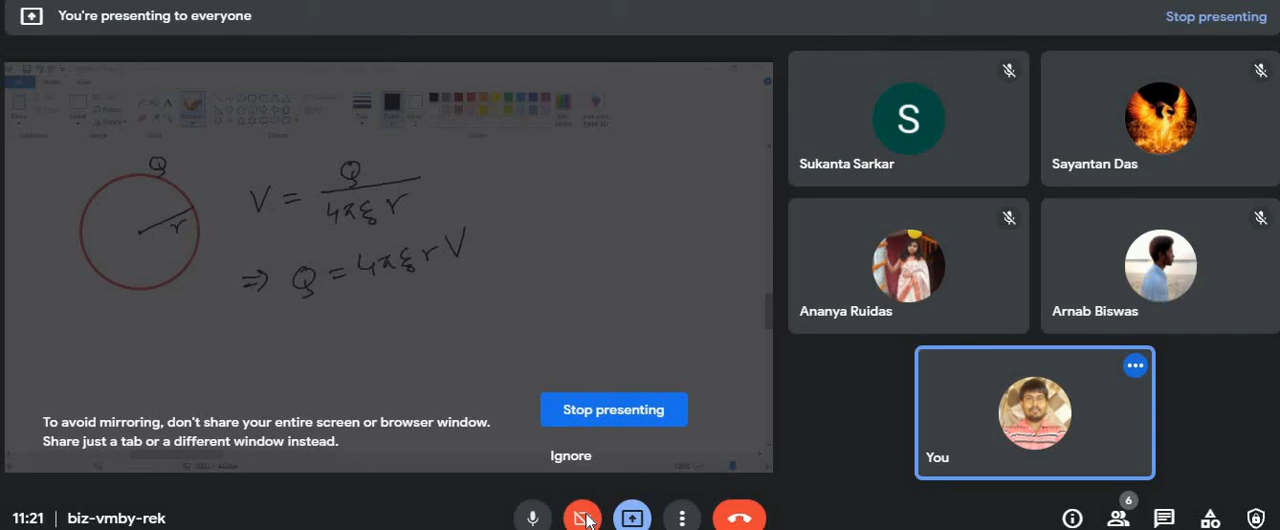 You're presenting to everyone
Stop presenting
Q
r
V = Q / 4πξ r
⇒ Q = 4πξ r V
To avoid mirroring, don't share your entire screen or browser window.
Share just a tab or a different window instead.
Stop presenting
Ignore
S
Sukanta Sarkar
Sayantan Das
Ananya Ruidas
Arnab Biswas
You
11:21 | biz-vmby-rek
6